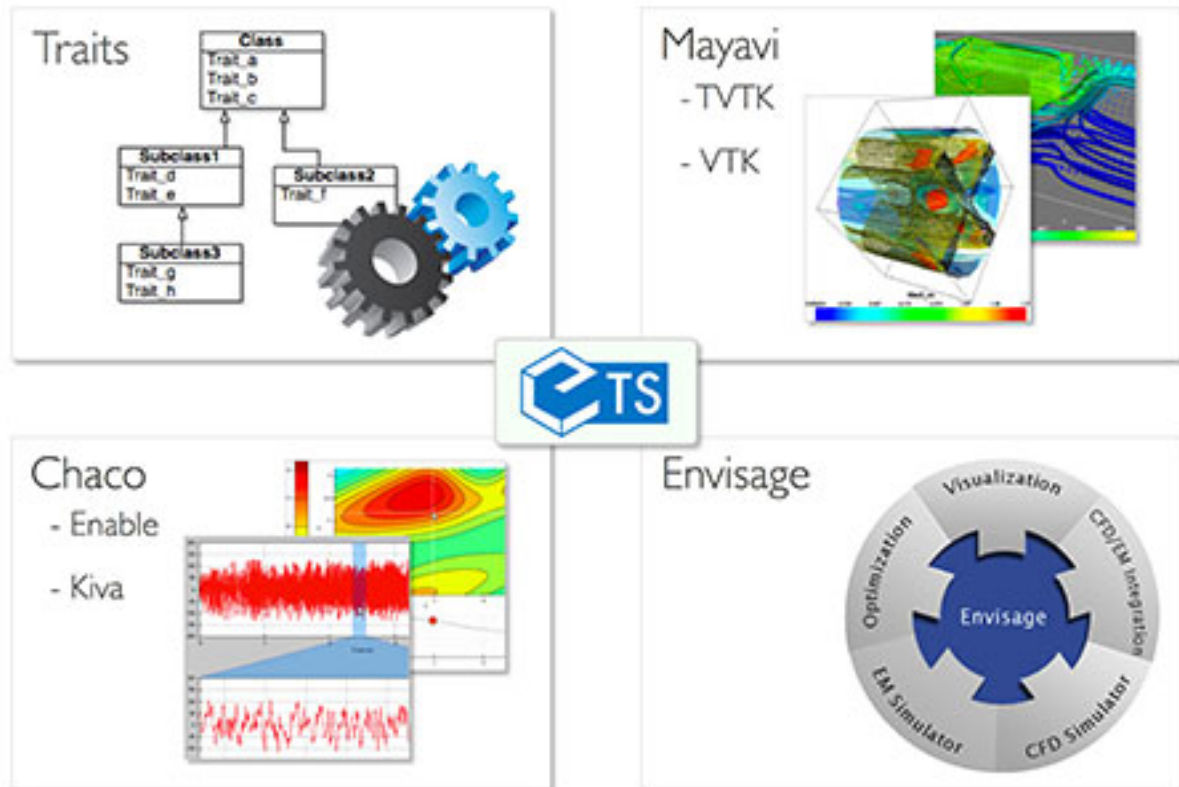 Traits
Class
Trait_a
Trait_b
Trait_c
Subclass1
Trait_d
Trait_e
Subclass2
Trait_f
Subclass3
Trait_g
Trait_h
Mayavi
- TVTK
- VTK
eTS
Chaco
- Enable
- Kiva
Envisage
Visualization
CFD/EM Integration
CFD Simulator
EM Simulator
Optimization
Envisage